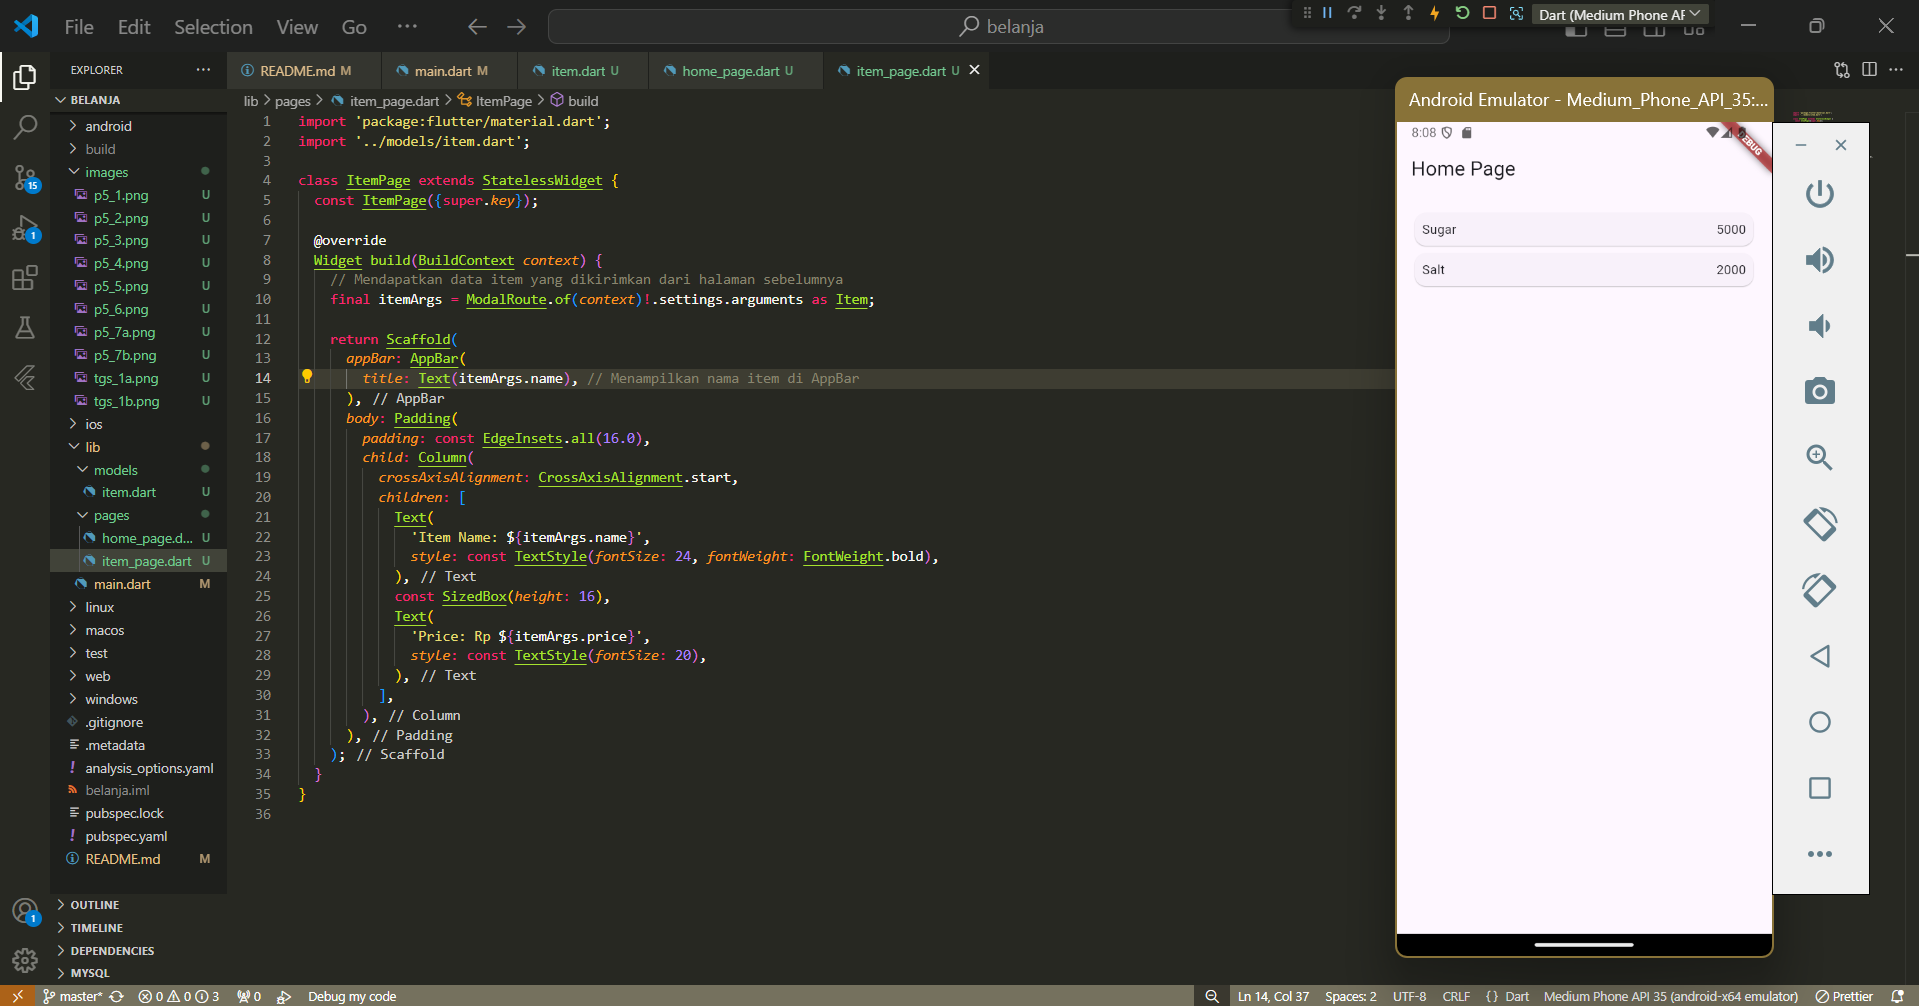 File Edit Selection View Go ··· belanja Dart (Medium Phone AF
EXPLORER ···
README.md M
main.dart M
item.dart U
home_page.dart U
item_page.dart U
lib > pages > item_page.dart > ItemPage > build
BELANJA
android
build
images
p5_1.png U
p5_2.png U
p5_3.png U
p5_4.png U
p5_5.png U
p5_6.png U
p5_7a.png U
p5_7b.png U
tgs_1a.png U
tgs_1b.png U
ios
lib
models
item.dart U
pages
home_page.d... U
item_page.dart U
main.dart M
linux
macos
test
web
windows
.gitignore
.metadata
analysis_options.yaml
belanja.iml
pubspec.lock
pubspec.yaml
README.md M
OUTLINE
TIMELINE
DEPENDENCIES
MYSQL
15
1
1
1 import 'package:flutter/material.dart';
2 import '../models/item.dart';
3
4 class ItemPage extends StatelessWidget {
5 const ItemPage({super.key});
6
7 @override
8 Widget build(BuildContext context) {
9 // Mendapatkan data item yang dikirimkan dari halaman sebelumnya
10 final itemArgs = ModalRoute.of(context)!.settings.arguments as Item;
11
12 return Scaffold(
13 appBar: AppBar(
14 title: Text(itemArgs.name), // Menampilkan nama item di AppBar
15 ), // AppBar
16 body: Padding(
17 padding: const EdgeInsets.all(16.0),
18 child: Column(
19 crossAxisAlignment: CrossAxisAlignment.start,
20 children: [
21 Text(
22 'Item Name: ${itemArgs.name}',
23 style: const TextStyle(fontSize: 24, fontWeight: FontWeight.bold),
24 ), // Text
25 const SizedBox(height: 16),
26 Text(
27 'Price: Rp ${itemArgs.price}',
28 style: const TextStyle(fontSize: 20),
29 ), // Text
30 ],
31 ), // Column
32 ), // Padding
33 ); // Scaffold
34 }
35 }
36
Android Emulator - Medium_Phone_API_35:...
8:08
DEBUG
Home Page
Sugar 5000
Salt 2000
master* 0 0 3 0 Debug my code Ln 14, Col 37 Spaces: 2 UTF-8 CRLF {} Dart Medium Phone API 35 (android-x64 emulator) Prettier